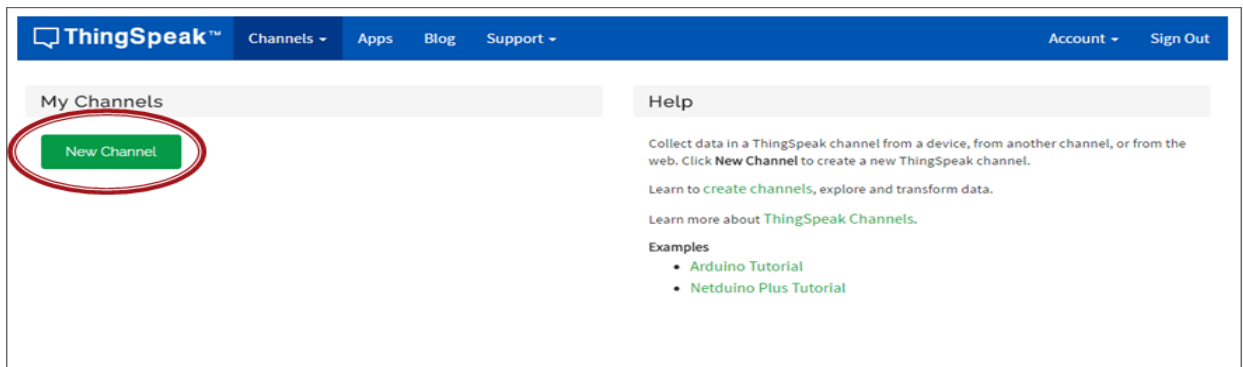 ThingSpeak™ Channels Apps Blog Support Account Sign Out
My Channels
New Channel
Help
Collect data in a ThingSpeak channel from a device, from another channel, or from the
web. Click New Channel to create a new ThingSpeak channel.
Learn to create channels, explore and transform data.
Learn more about ThingSpeak Channels.
Examples
• Arduino Tutorial
• Netduino Plus Tutorial